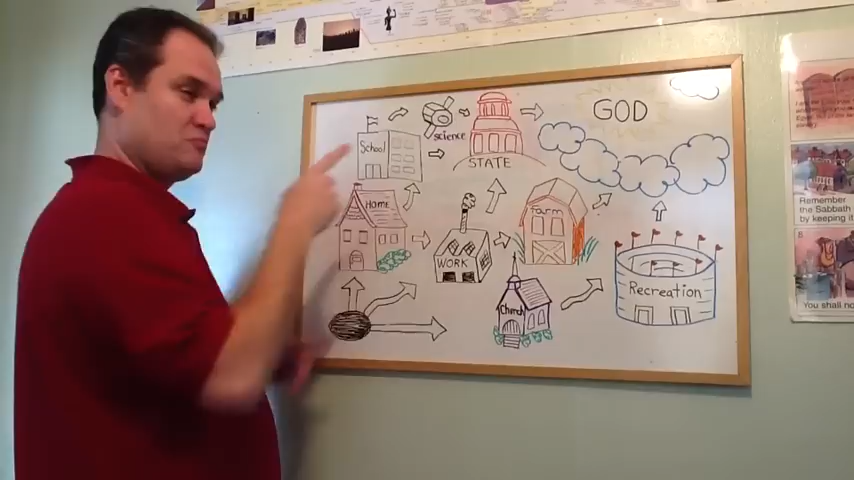 GOD
School
science
STATE
HOME
Farm
WORK
Church
Recreation
Remember
the Sabbath
by keeping it
You shall no